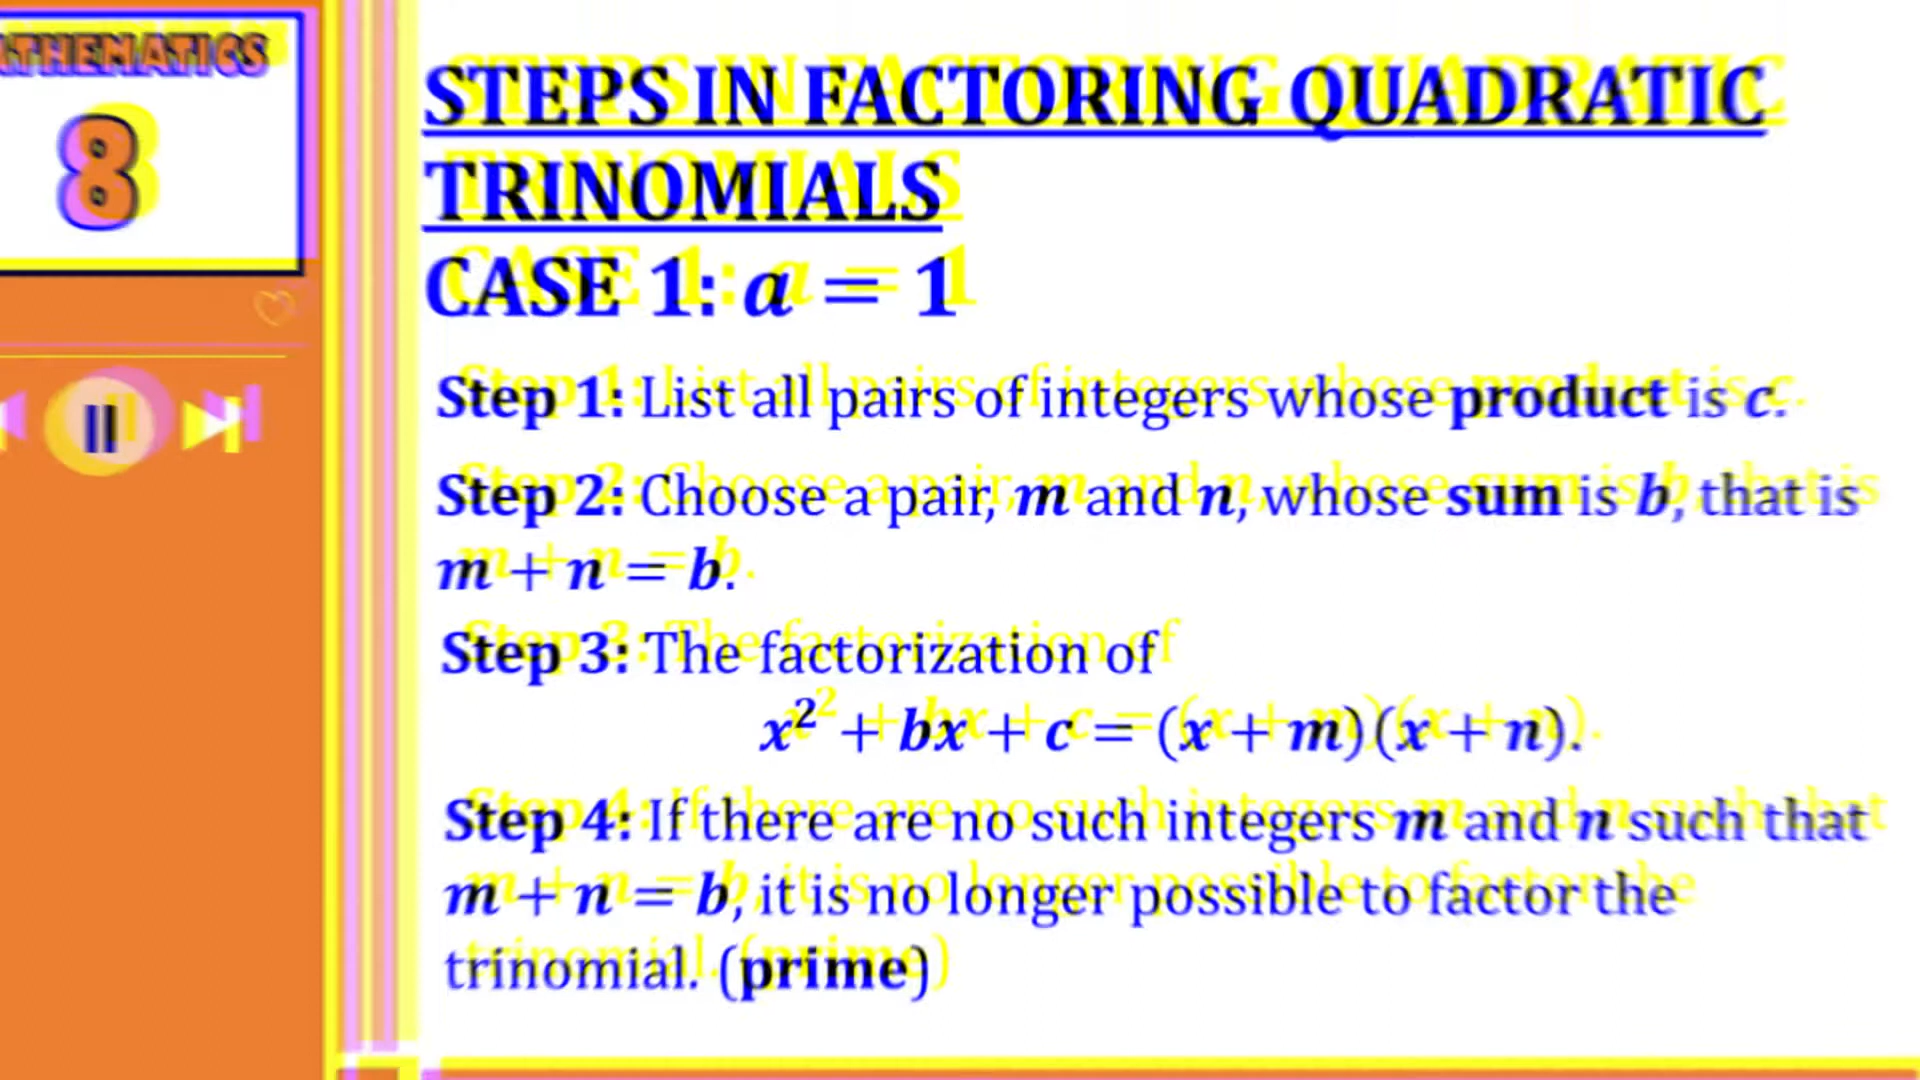 ATHEMATICS
8
STEPS IN FACTORING QUADRATIC
TRINOMIALS
CASE 1: a = 1
Step 1: List all pairs of integers whose product is c.
Step 2: Choose a pair, m and n, whose sum is b, that is
m + n = b.
Step 3: The factorization of
x² + bx + c = (x + m)(x + n).
Step 4: If there are no such integers m and n such that
m + n = b, it is no longer possible to factor the
trinomial. (prime)